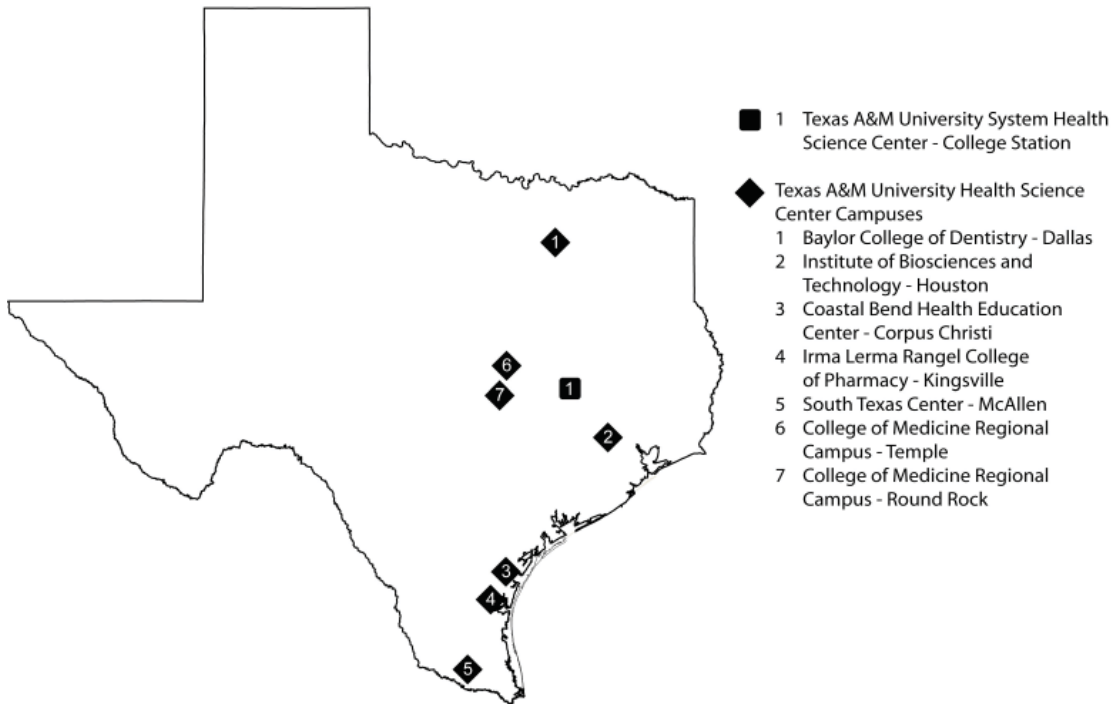 1
6
7
1
2
3
4
5
1 Texas A&M University System Health
Science Center - College Station
Texas A&M University Health Science
Center Campuses
1 Baylor College of Dentistry - Dallas
2 Institute of Biosciences and
Technology - Houston
3 Coastal Bend Health Education
Center - Corpus Christi
4 Irma Lerma Rangel College
of Pharmacy - Kingsville
5 South Texas Center - McAllen
6 College of Medicine Regional
Campus - Temple
7 College of Medicine Regional
Campus - Round Rock